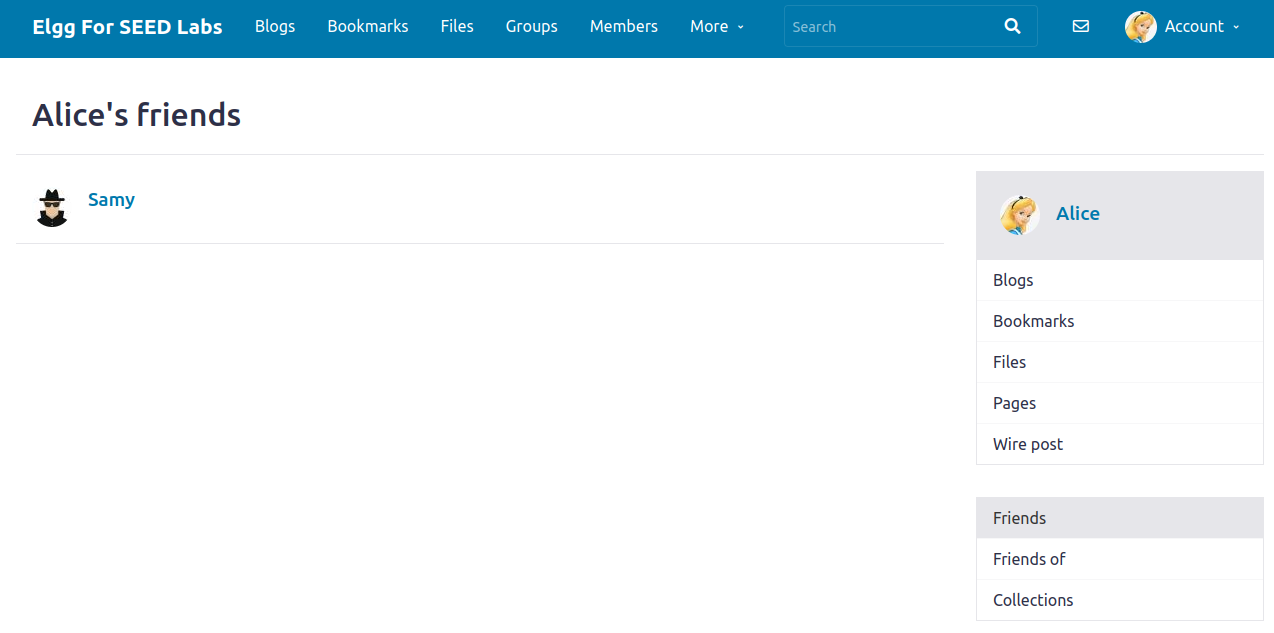 Elgg For SEED Labs Blogs Bookmarks Files Groups Members More Search Account
Alice's friends
Samy
Alice
Blogs
Bookmarks
Files
Pages
Wire post
Friends
Friends of
Collections